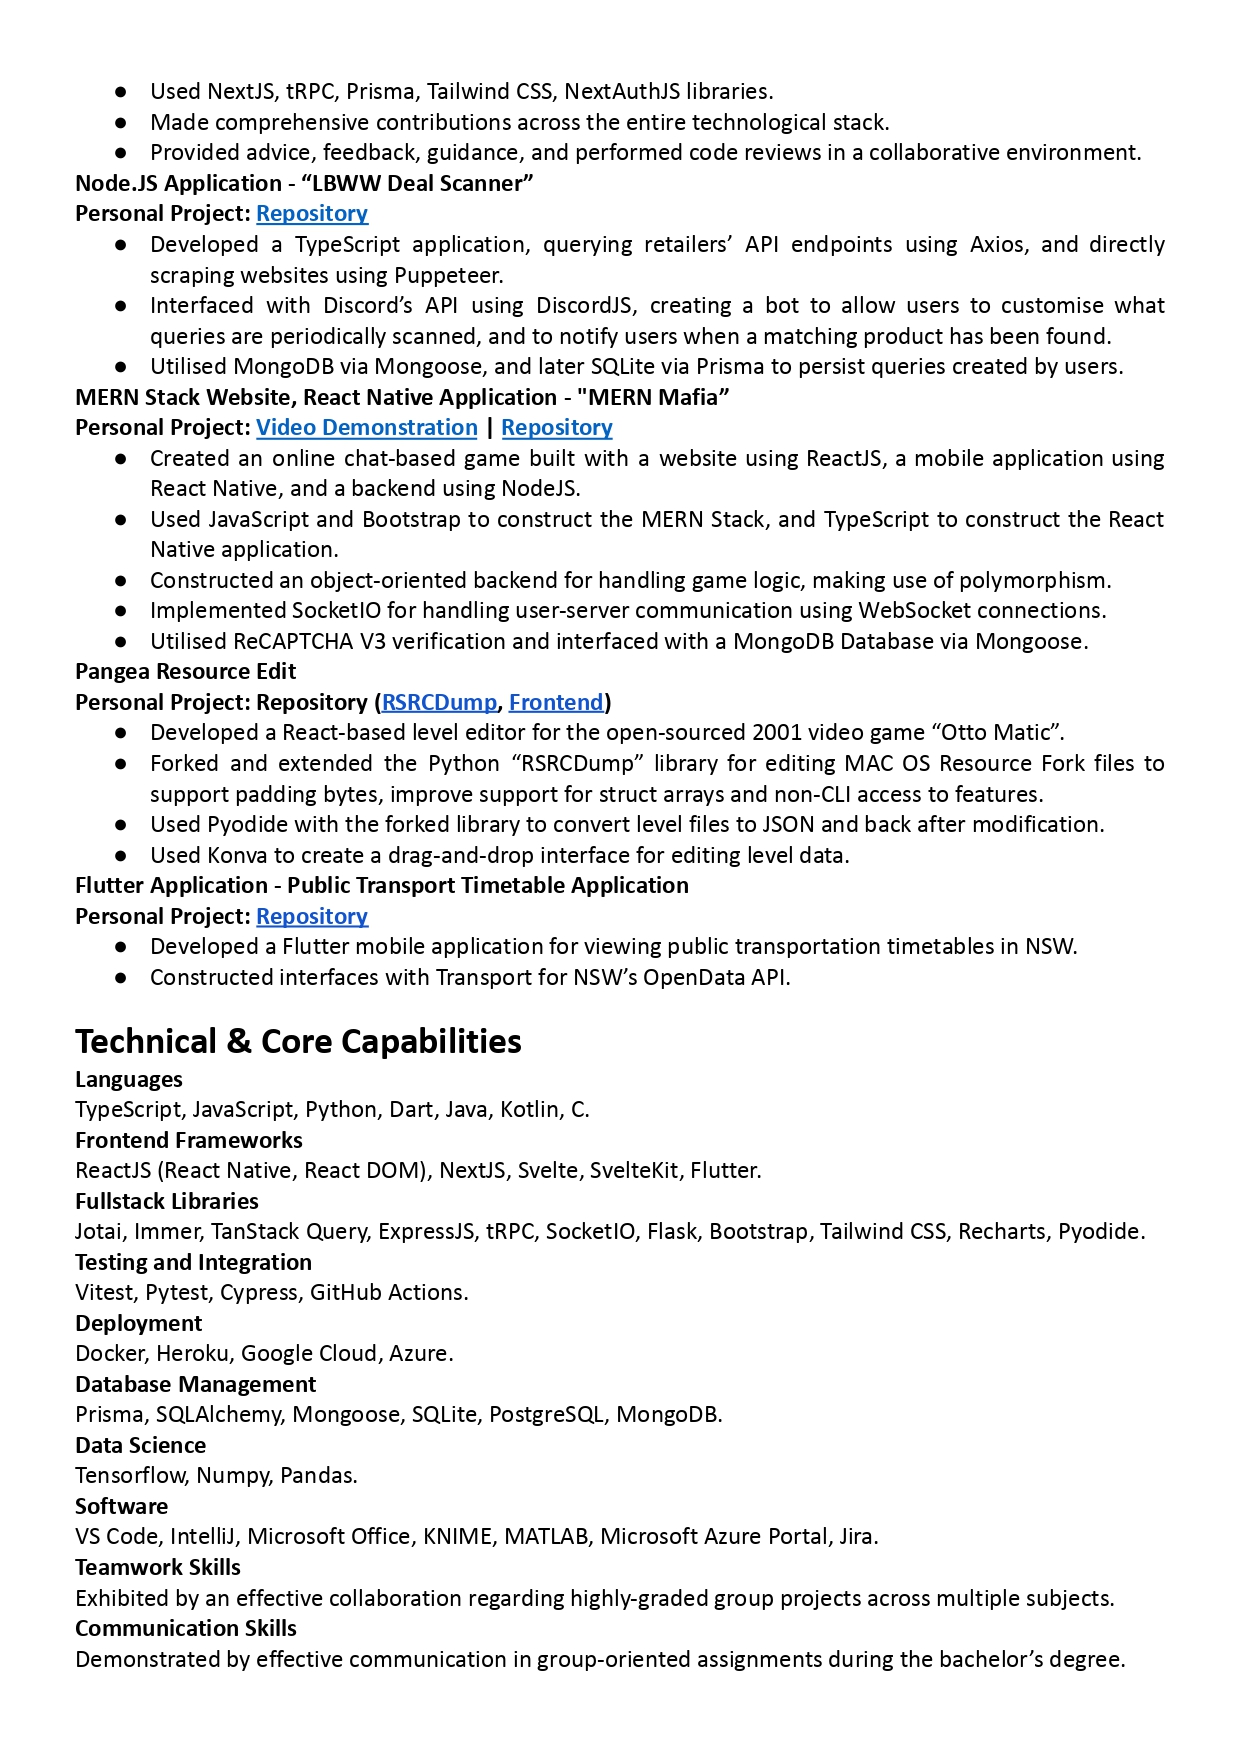 ● Used NextJS, tRPC, Prisma, Tailwind CSS, NextAuthJS libraries.
● Made comprehensive contributions across the entire technological stack.
● Provided advice, feedback, guidance, and performed code reviews in a collaborative environment.
Node.JS Application - “LBWW Deal Scanner”
Personal Project: Repository
● Developed a TypeScript application, querying retailers’ API endpoints using Axios, and directly
scraping websites using Puppeteer.
● Interfaced with Discord’s API using DiscordJS, creating a bot to allow users to customise what
queries are periodically scanned, and to notify users when a matching product has been found.
● Utilised MongoDB via Mongoose, and later SQLite via Prisma to persist queries created by users.
MERN Stack Website, React Native Application - "MERN Mafia”
Personal Project: Video Demonstration | Repository
● Created an online chat-based game built with a website using ReactJS, a mobile application using
React Native, and a backend using NodeJS.
● Used JavaScript and Bootstrap to construct the MERN Stack, and TypeScript to construct the React
Native application.
● Constructed an object-oriented backend for handling game logic, making use of polymorphism.
● Implemented SocketIO for handling user-server communication using WebSocket connections.
● Utilised ReCAPTCHA V3 verification and interfaced with a MongoDB Database via Mongoose.
Pangea Resource Edit
Personal Project: Repository (RSRCDump, Frontend)
● Developed a React-based level editor for the open-sourced 2001 video game “Otto Matic”.
● Forked and extended the Python “RSRCDump” library for editing MAC OS Resource Fork files to
support padding bytes, improve support for struct arrays and non-CLI access to features.
● Used Pyodide with the forked library to convert level files to JSON and back after modification.
● Used Konva to create a drag-and-drop interface for editing level data.
Flutter Application - Public Transport Timetable Application
Personal Project: Repository
● Developed a Flutter mobile application for viewing public transportation timetables in NSW.
● Constructed interfaces with Transport for NSW’s OpenData API.
Technical & Core Capabilities
Languages
TypeScript, JavaScript, Python, Dart, Java, Kotlin, C.
Frontend Frameworks
ReactJS (React Native, React DOM), NextJS, Svelte, SvelteKit, Flutter.
Fullstack Libraries
Jotai, Immer, TanStack Query, ExpressJS, tRPC, SocketIO, Flask, Bootstrap, Tailwind CSS, Recharts, Pyodide.
Testing and Integration
Vitest, Pytest, Cypress, GitHub Actions.
Deployment
Docker, Heroku, Google Cloud, Azure.
Database Management
Prisma, SQLAlchemy, Mongoose, SQLite, PostgreSQL, MongoDB.
Data Science
Tensorflow, Numpy, Pandas.
Software
VS Code, IntelliJ, Microsoft Office, KNIME, MATLAB, Microsoft Azure Portal, Jira.
Teamwork Skills
Exhibited by an effective collaboration regarding highly-graded group projects across multiple subjects.
Communication Skills
Demonstrated by effective communication in group-oriented assignments during the bachelor’s degree.